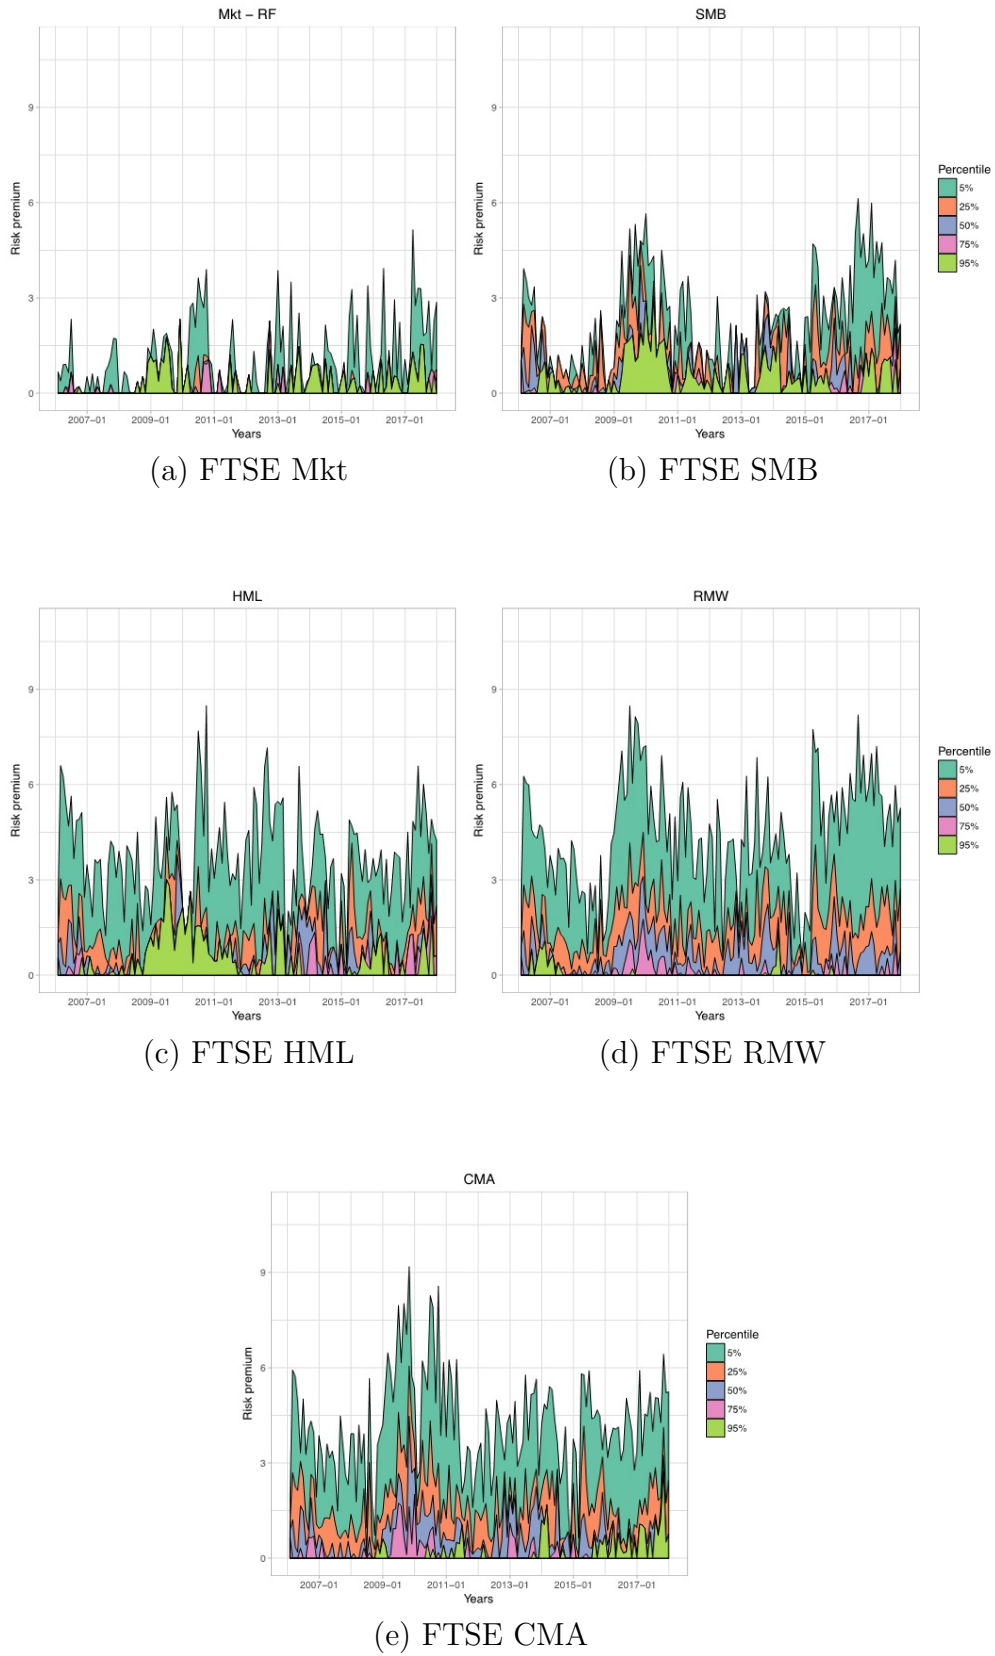 Mkt – RF
SMB
9
6
3
0
Risk premium
2007–01 2009–01 2011–01 2013–01 2015–01 2017–01
Years
9
6
3
0
Risk premium
2007–01 2009–01 2011–01 2013–01 2015–01 2017–01
Years
Percentile
5%
25%
50%
75%
95%
(a) FTSE Mkt
(b) FTSE SMB
HML
RMW
9
6
3
0
Risk premium
2007–01 2009–01 2011–01 2013–01 2015–01 2017–01
Years
9
6
3
0
Risk premium
2007–01 2009–01 2011–01 2013–01 2015–01 2017–01
Years
Percentile
5%
25%
50%
75%
95%
(c) FTSE HML
(d) FTSE RMW
CMA
9
6
3
0
Risk premium
2007–01 2009–01 2011–01 2013–01 2015–01 2017–01
Years
Percentile
5%
25%
50%
75%
95%
(e) FTSE CMA